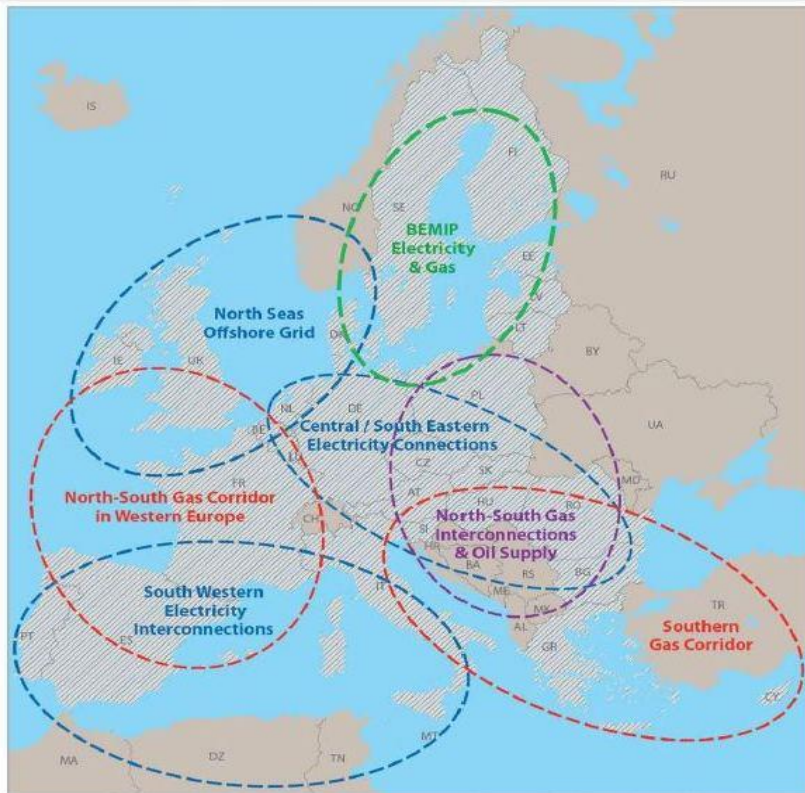 IS
FI
RU
NO
SE
BEMIP
Electricity
& Gas
EE
LV
North Seas
Offshore Grid
DK
LT
BY
IE
UK
PL
NL
DE
Central / South Eastern
Electricity Connections
BE
UA
LU
CZ
SK
FR
North-South Gas Corridor
in Western Europe
AT
HU
RO
MD
CH
North-South Gas
Interconnections
& Oil Supply
SI
HR
BA
RS
BG
South Western
Electricity
Interconnections
IT
ME
MK
TR
PT
ES
AL
GR
Southern
Gas Corridor
CY
MT
MA
DZ
TN